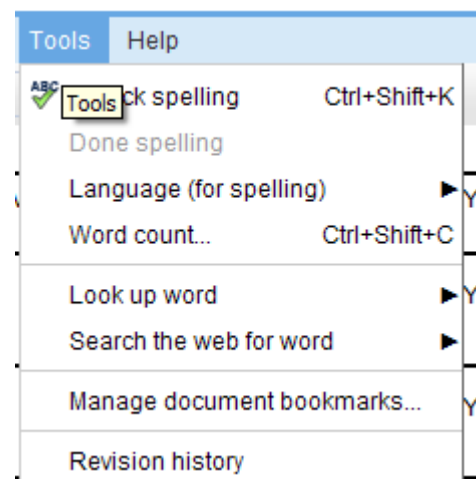 Tools Help
ABC Tools ck spelling Ctrl+Shift+K
Done spelling
Language (for spelling)
Word count... Ctrl+Shift+C
Look up word
Search the web for word
Manage document bookmarks...
Revision history